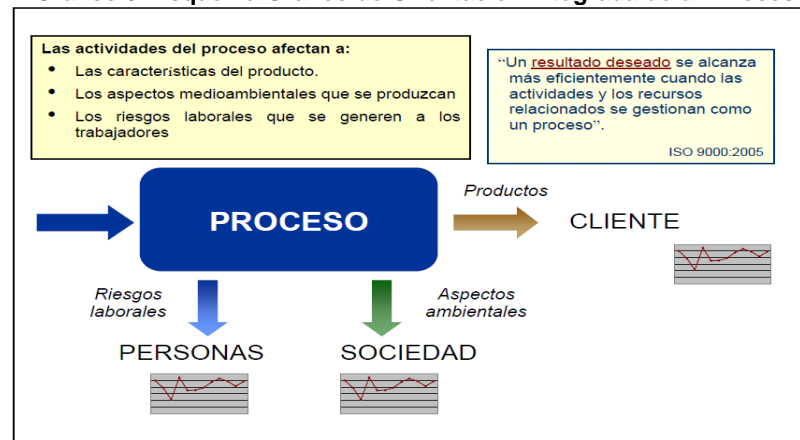 Las actividades del proceso afectan a:
• Las características del producto.
• Los aspectos medioambientales que se produzcan
• Los riesgos laborales que se generen a los
trabajadores
“Un resultado deseado se alcanza
más eficientemente cuando las
actividades y los recursos
relacionados se gestionan como
un proceso”.
ISO 9000:2005
PROCESO
Productos
CLIENTE
Riesgos
laborales
Aspectos
ambientales
PERSONAS
SOCIEDAD